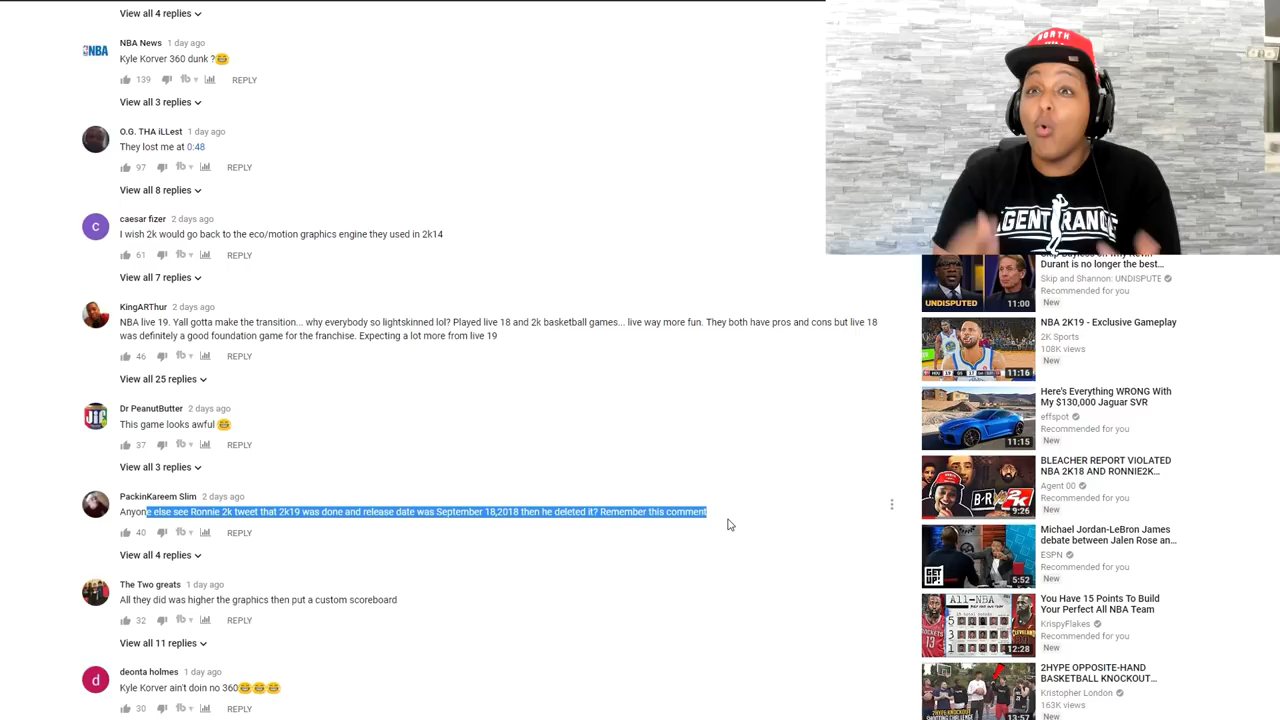 View all 4 replies
NBA
NBA News 1 day ago
Kyle Korver 360 dunk ?😂
139 REPLY
View all 3 replies
O.G. THA iLLest 1 day ago
They lost me at 0:48
97 REPLY
View all 8 replies
C
caesar fizer 2 days ago
I wish 2k would go back to the eco/motion graphics engine they used in 2k14
61 REPLY
View all 7 replies
KingARThur 2 days ago
NBA live 19. Yall gotta make the transition... why everybody so lightskinned lol? Played live 18 and 2k basketball games... live way more fun. They both have pros and cons but live 18
was definitely a good foundation game for the franchise. Expecting a lot more from live 19
46 REPLY
View all 25 replies
JIF
Dr PeanutButter 2 days ago
This game looks awful 😂
37 REPLY
View all 3 replies
PackinKareem Slim 2 days ago
Anyone else see Ronnie 2k tweet that 2k19 was done and release date was September 18,2018 then he deleted it? Remember this comment
40 REPLY
View all 4 replies
The Two greats 1 day ago
All they did was higher the graphics then put a custom scoreboard
32 REPLY
View all 11 replies
d
deonta holmes 1 day ago
Kyle Korver ain't doin no 360😂😂😂
30 REPLY
NORTH
GENT RANGE
Durant is no longer the best...
Skip and Shannon: UNDISPUTE
Recommended for you
New
UNDISPUTED
11:00
NBA 2K19 - Exclusive Gameplay
2K Sports
108K views
New
11:16
Here's Everything WRONG With
My $130,000 Jaguar SVR
effspot
Recommended for you
New
11:15
BLEACHER REPORT VIOLATED
NBA 2K18 AND RONNIE2K...
Agent 00
Recommended for you
New
B/R 2K
9:26
Michael Jordan-LeBron James
debate between Jalen Rose an...
ESPN
Recommended for you
New
GET
UP!
5:52
You Have 15 Points To Build
Your Perfect All NBA Team
KrispyFlakes
Recommended for you
New
All-NBA
5
3
1
12:28
2HYPE OPPOSITE-HAND
BASKETBALL KNOCKOUT...
Kristopher London
163K views
New
13:57